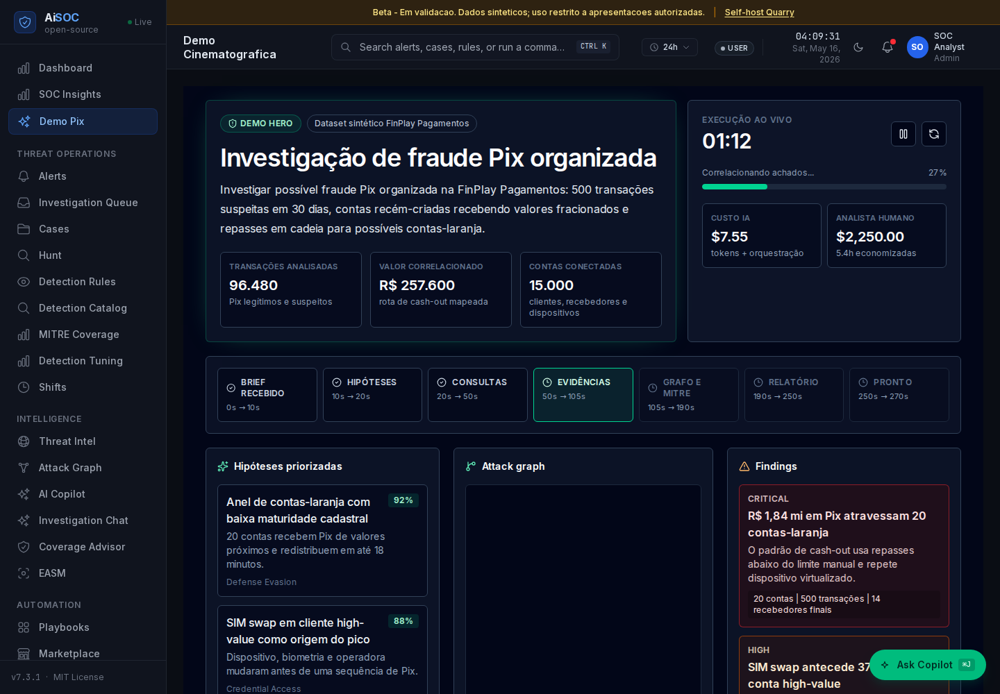 AiSOC
open-source
Live
Dashboard
SOC Insights
Demo Pix
THREAT OPERATIONS
Alerts
Investigation Queue
Cases
Hunt
Detection Rules
Detection Catalog
MITRE Coverage
Detection Tuning
Shifts
INTELLIGENCE
Threat Intel
Attack Graph
AI Copilot
Investigation Chat
Coverage Advisor
EASM
AUTOMATION
Playbooks
Marketplace
v7.3.1 · MIT License
Beta - Em validacao. Dados sinteticos; uso restrito a apresentacoes autorizadas. | Self-host Quarry
Demo
Cinematografica
Search alerts, cases, rules, or run a comma... CTRL K
24h
USER
04:09:31
Sat, May 16,
2026
SO
SOC
Analyst
Admin
DEMO HERO
Dataset sintético FinPlay Pagamentos
Investigação de fraude Pix organizada
Investigar possível fraude Pix organizada na FinPlay Pagamentos: 500 transações
suspeitas em 30 dias, contas recém-criadas recebendo valores fracionados e
repasses em cadeia para possíveis contas-laranja.
TRANSAÇÕES ANALISADAS
96.480
Pix legítimos e suspeitos
VALOR CORRELACIONADO
R$ 257.600
rota de cash-out mapeada
CONTAS CONECTADAS
15.000
clientes, recebedores e
dispositivos
EXECUÇÃO AO VIVO
01:12
Correlacionando achados... 27%
CUSTO IA
$7.55
tokens + orquestração
ANALISTA HUMANO
$2,250.00
5.4h economizadas
BRIEF
RECEBIDO
0s → 10s
HIPÓTESES
10s → 20s
CONSULTAS
20s → 50s
EVIDÊNCIAS
50s → 105s
GRAFO E
MITRE
105s → 190s
RELATÓRIO
190s → 250s
PRONTO
250s → 270s
Hipóteses priorizadas
Anel de contas-laranja com 92%
baixa maturidade cadastral
20 contas recebem Pix de valores
próximos e redistribuem em até 18
minutos.
Defense Evasion
SIM swap em cliente high- 88%
value como origem do pico
Dispositivo, biometria e operadora
mudaram antes de uma sequência de Pix.
Credential Access
Attack graph
Findings
CRITICAL
R$ 1,84 mi em Pix atravessam 20
contas-laranja
O padrão de cash-out usa repasses
abaixo do limite manual e repete
dispositivo virtualizado.
20 contas | 500 transações | 14
recebedores finais
HIGH
SIM swap antecede 37
conta high-value
Ask Copilot ⌘J